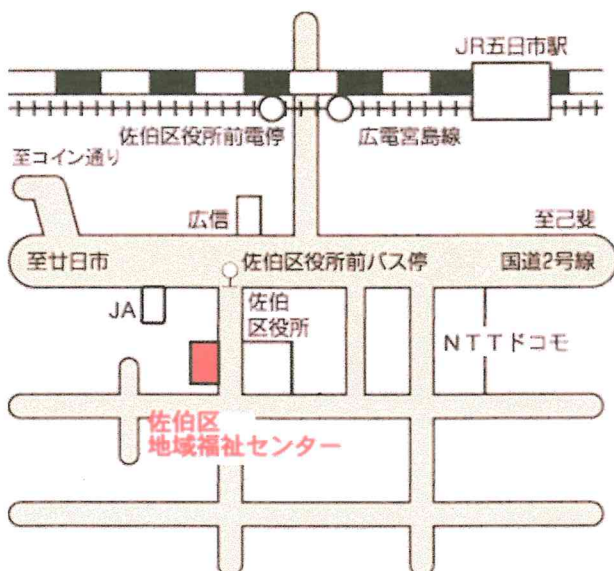 JR五日市駅
佐伯区役所前電停
広電宮島線
至コイン通り
広信
至己斐
至廿日市
佐伯区役所前バス停
国道2号線
JA
佐伯
区役所
NTTドコモ
佐伯区
地域福祉センター